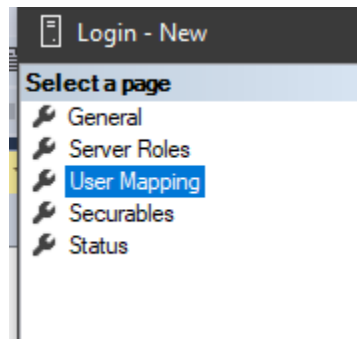 Login - New
Select a page
General
Server Roles
User Mapping
Securables
Status